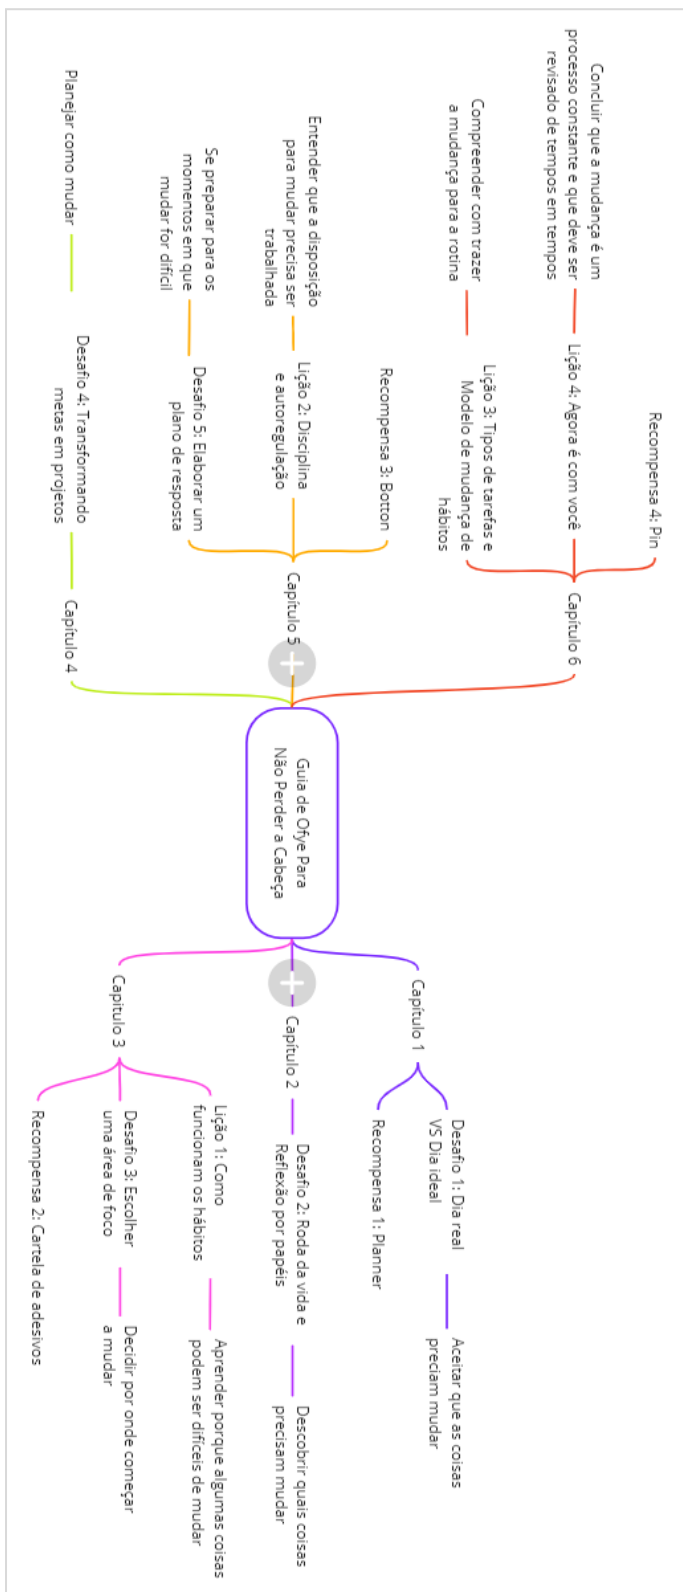 Guia de Ofye Para
Não Perder a Cabeça
Capítulo 1
Desafio 1: Dia real
VS Dia ideal
Aceitar que as coisas
preciam mudar
Recompensa 1: Planner
Capítulo 2
Desafio 2: Roda da vida e
Reflexão por papéis
Descobrir quais coisas
precisam mudar
Capitulo 3
Lição 1: Como
funcionam os hábitos
Aprender porque algumas coisas
podem ser difíceis de mudar
Desafio 3: Escolher
uma área de foco
Decidir por onde começar
a mudar
Recompensa 2: Cartela de adesivos
Capítulo 4
Desafio 4: Transformando
metas em projetos
Planejar como mudar
Capítulo 5
Recompensa 3: Botton
Lição 2: Disciplina
e autoregulação
Entender que a disposição
para mudar precisa ser
trabalhada
Desafio 5: Elaborar um
plano de resposta
Se preparar para os
momentos em que
mudar for difícil
Capítulo 6
Recompensa 4: Pin
Lição 4: Agora é com você
Concluir que a mudança é um
processo constante e que deve ser
revisado de tempos em tempos
Lição 3: Tipos de tarefas e
Modelo de mudança de
hábitos
Compreender com trazer
a mudança para a rotina